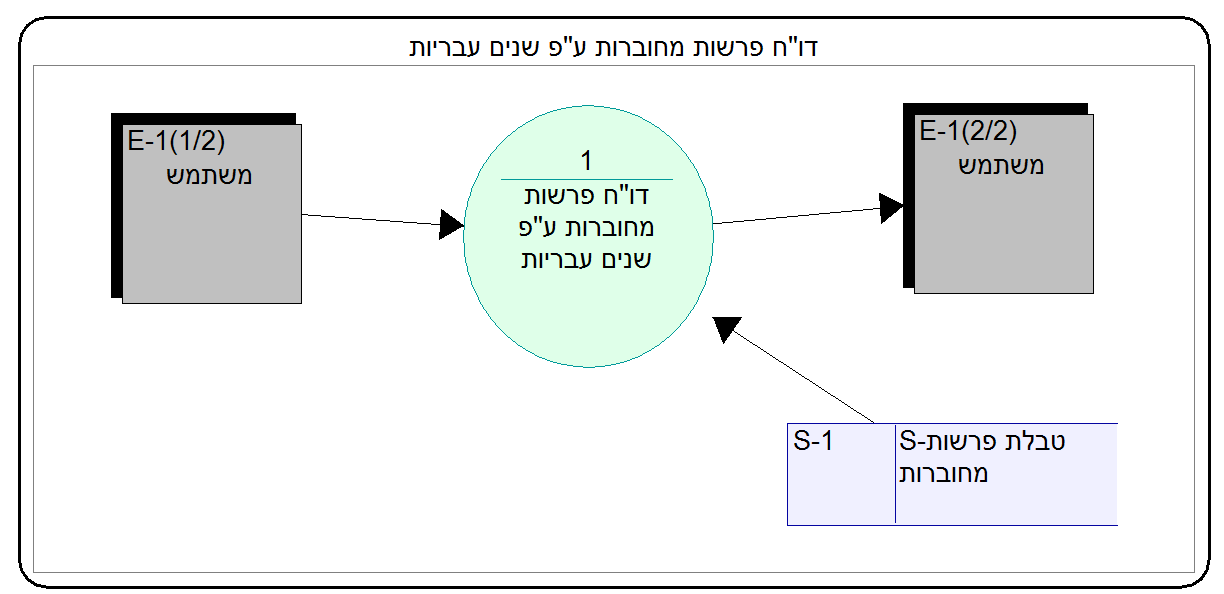 דו"ח פרשות מחוברות ע"פ שנים עבריות
E-1(1/2)
משתמש
1
דו"ח פרשות
מחוברות ע"פ
שנים עבריות
E-1(2/2)
משתמש
S-1
S-טבלת פרשות
מחוברות